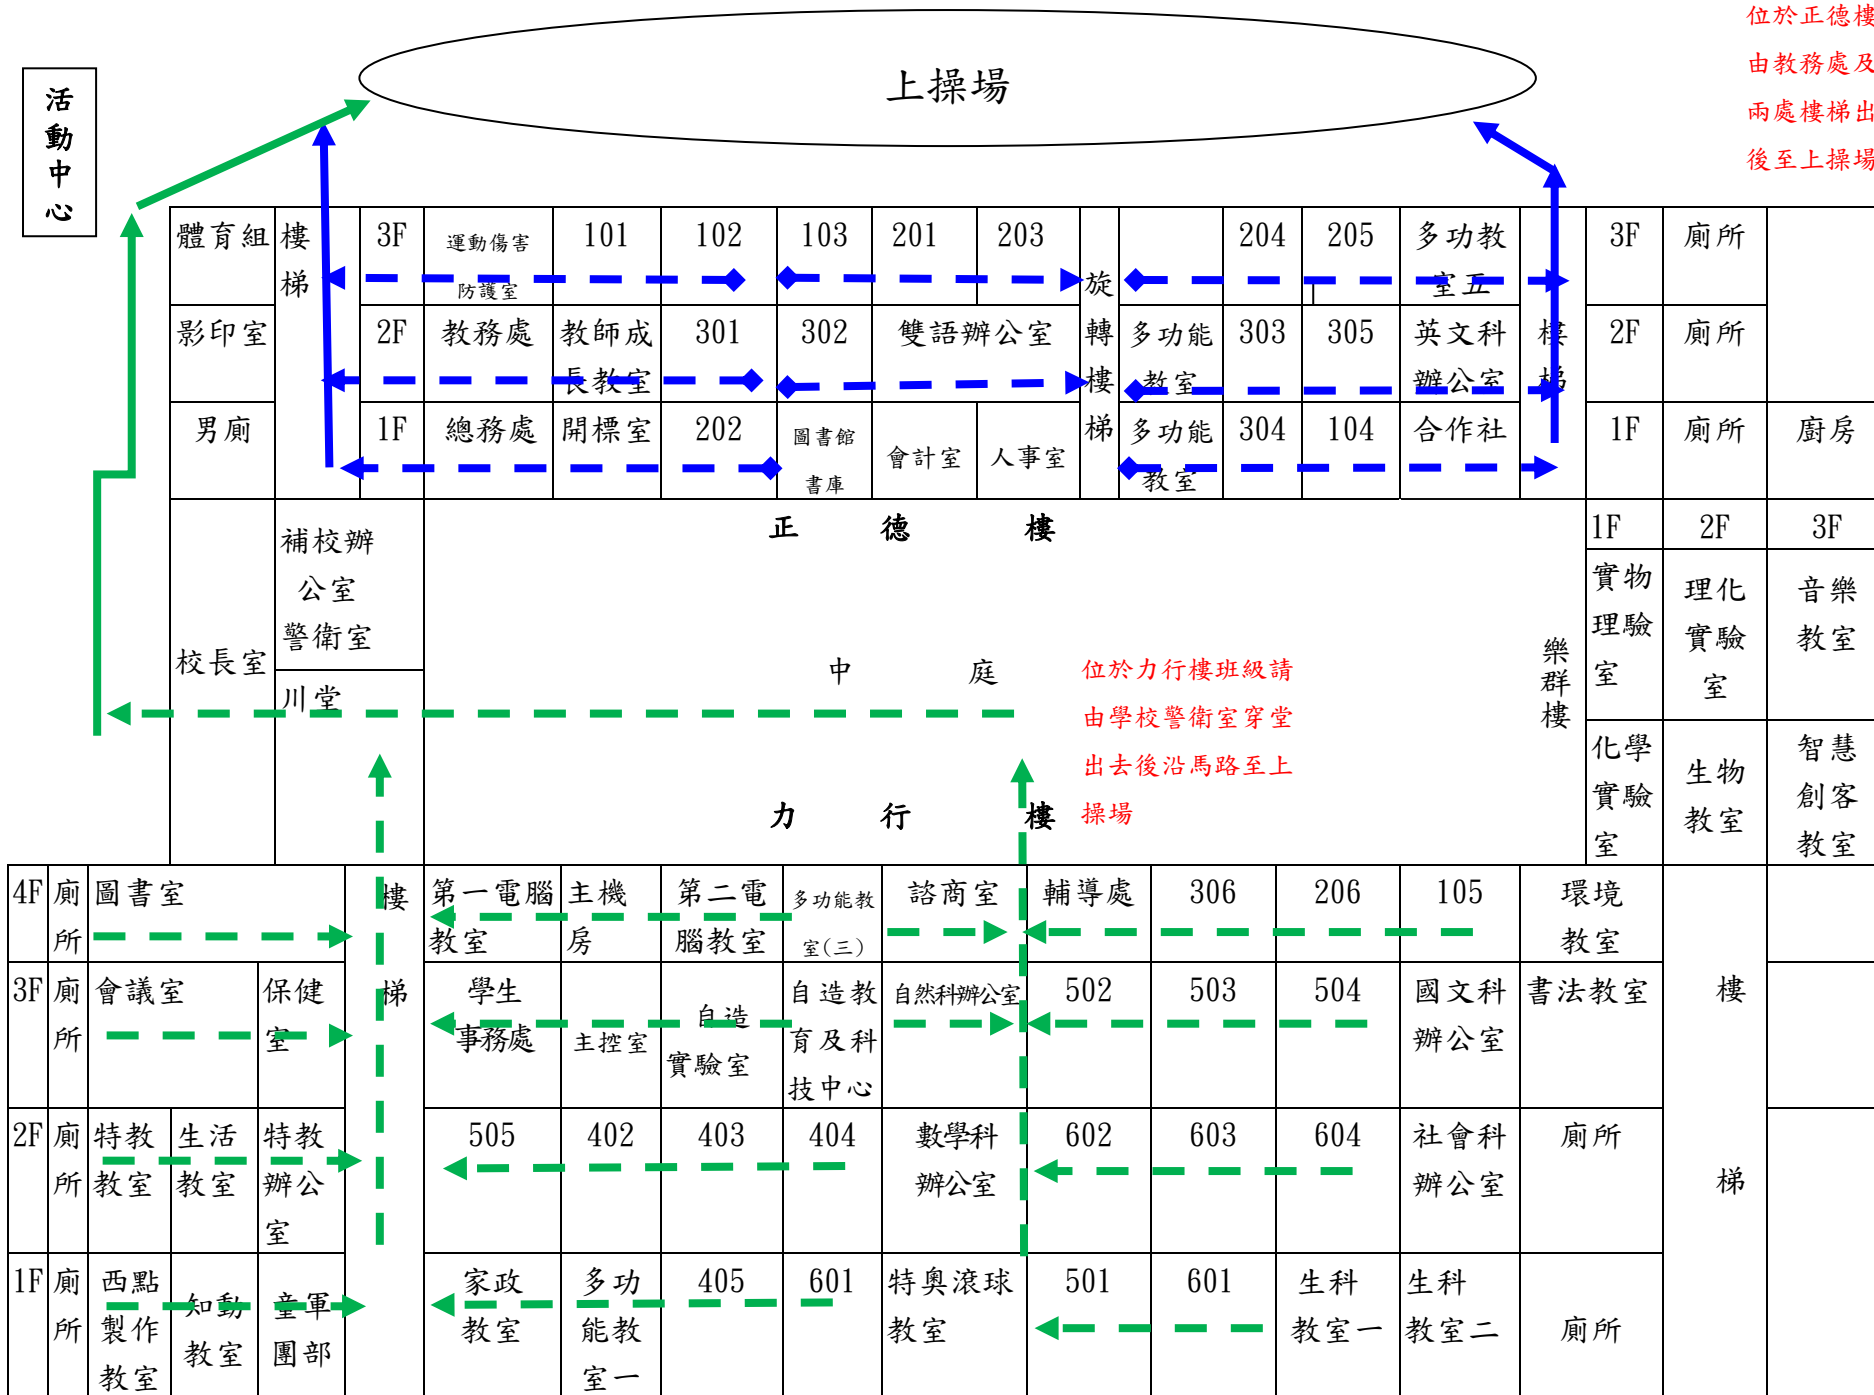 位於正德樓
由教務處及
兩處樓梯出
後至上操場
上操場
活動中心
體育組 樓梯 3F 運動傷害防護室 101 102 103 201 203 旋轉樓梯 204 205 多功教室五 樓梯 3F 廁所
影印室 2F 教務處 教師成長教室 301 302 雙語辦公室 多功能教室 303 305 英文科辦公室 2F 廁所
男廁 1F 總務處 開標室 202 圖書館書庫 會計室 人事室 多功能教室 304 104 合作社 1F 廁所 廚房
正 德 樓
校長室
補校辦公室
警衛室
川堂
中 庭
位於力行樓班級請
由學校警衛室穿堂
出去後沿馬路至上
操場
力 行 樓
樂群樓
1F 2F 3F
實物理驗室 理化實驗室 音樂教室
化學實驗室 生物教室 智慧創客教室
4F 廁所 圖書室 樓梯 第一電腦教室 主機房 第二電腦教室 多功能教室(三) 諮商室 輔導處 306 206 105 環境教室 樓梯
3F 廁所 會議室 保健室 學生事務處 主控室 自造實驗室 自造教育及科技中心 自然科辦公室 502 503 504 國文科辦公室 書法教室
2F 廁所 特教教室 生活教室 特教辦公室 505 402 403 404 數學科辦公室 602 603 604 社會科辦公室 廁所
1F 廁所 西點製作教室 知動教室 童軍團部 家政教室 多功能教室一 405 601 特奧滾球教室 501 601 生科教室一 生科教室二 廁所